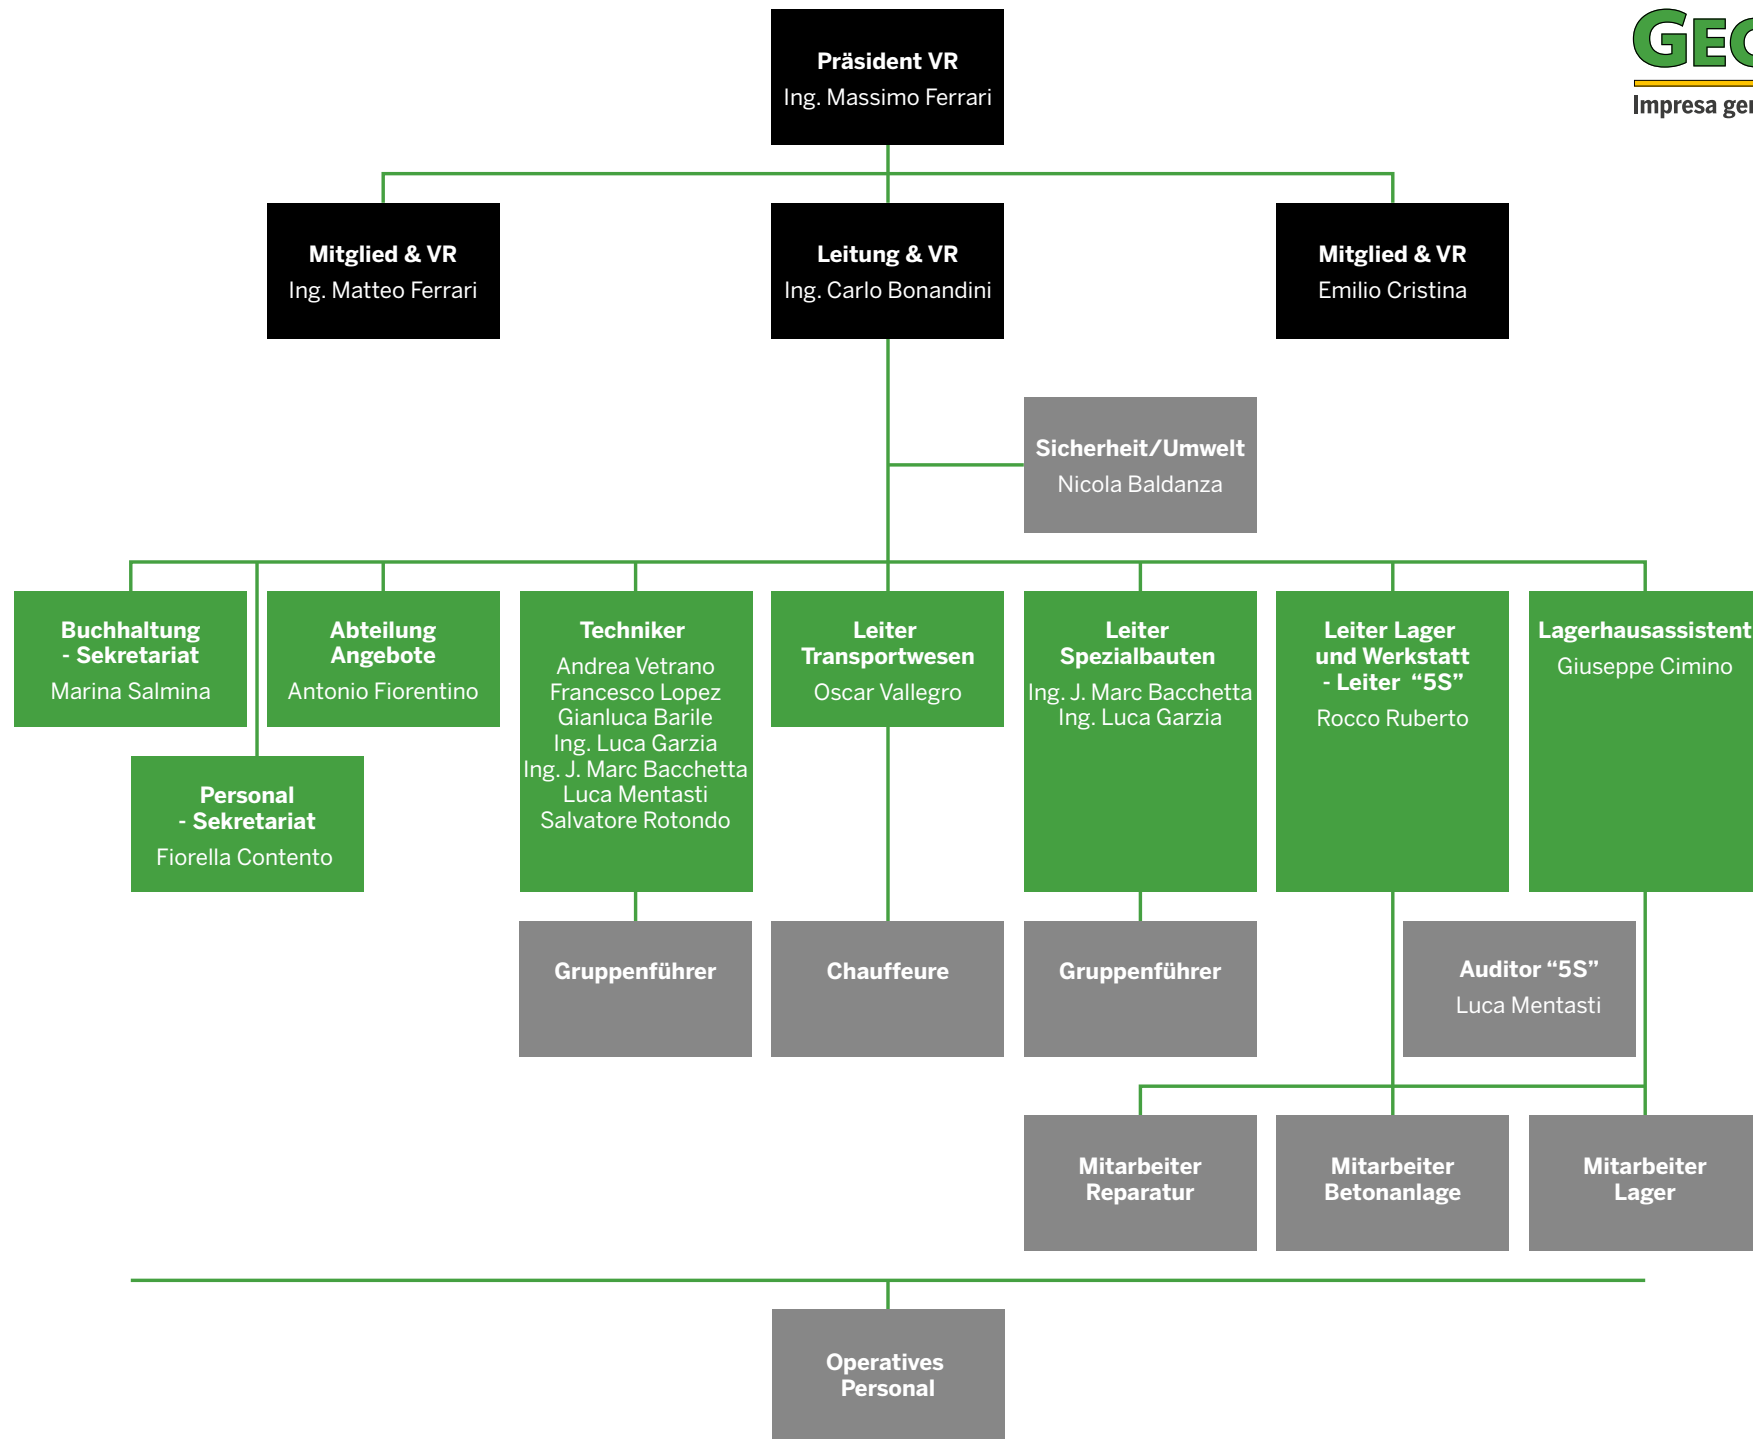 Präsident VR
Ing. Massimo Ferrari
Impresa
Mitglied & VR
Ing. Matteo Ferrari
Leitung & VR
Ing. Carlo Bonandini
Mitglied & VR
Emilio Cristina
Sicherheit/Umwelt
Nicola Baldanza
Buchhaltung
- Sekretariat
Marina Salmina
Personal
- Sekretariat
Fiorella Contento
Abteilung
Angebote
Antonio Fiorentino
Techniker
Andrea Vetrano
Francesco Lopez
Gianluca Barile
Ing. Luca Garzia
Ing. J. Marc Bacchetta
Luca Mentasti
Salvatore Rotondo
Leiter
Transportwesen
Oscar Vallegro
Leiter
Spezialbauten
Ing. J. Marc Bacchetta
Ing. Luca Garzia
Leiter Lager
und Werkstatt
- Leiter “5S”
Rocco Ruberto
Lagerhausassistent
Giuseppe Cimino
Gruppenführer
Chauffeure
Gruppenführer
Auditor “5S”
Luca Mentasti
Mitarbeiter
Reparatur
Mitarbeiter
Betonanlage
Mitarbeiter
Lager
Operatives
Personal